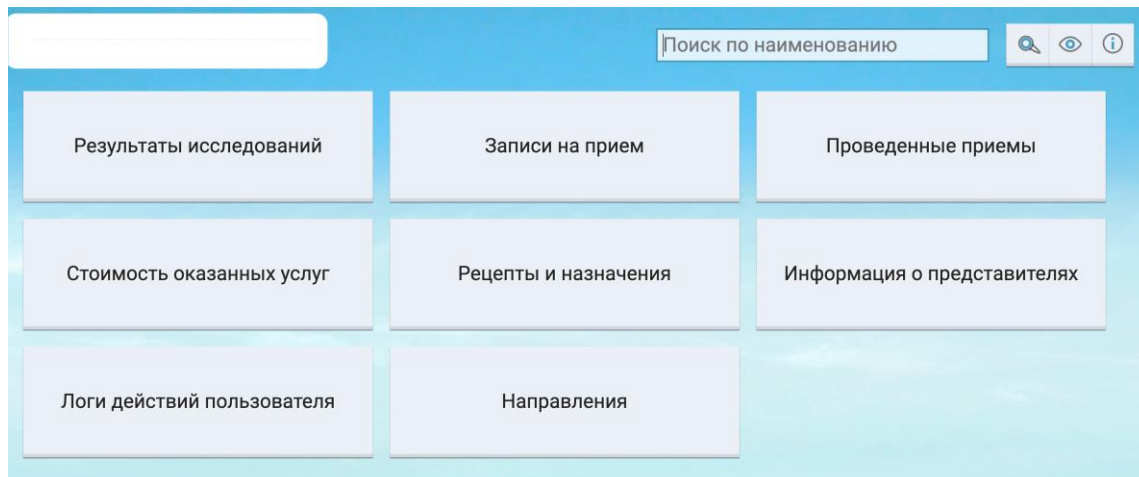 Поиск по наименованию
Результаты исследований
Записи на прием
Проведенные приемы
Стоимость оказанных услуг
Рецепты и назначения
Информация о представителях
Логи действий пользователя
Направления